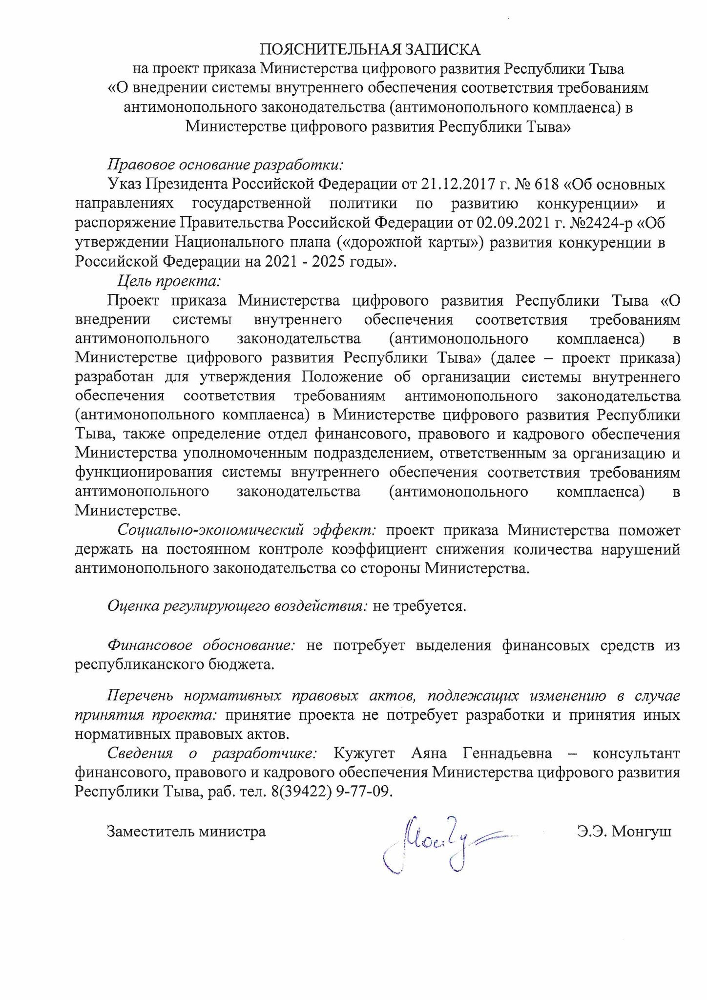 ПОЯСНИТЕЛЬНАЯ ЗАПИСКА
на проект приказа Министерства цифрового развития Республики Тыва
«О внедрении системы внутреннего обеспечения соответствия требованиям
антимонопольного законодательства (антимонопольного комплаенса) в
Министерстве цифрового развития Республики Тыва»
Правовое основание разработки:
Указ Президента Российской Федерации от 21.12.2017 г. № 618 «Об основных
направлениях государственной политики по развитию конкуренции» и
распоряжение Правительства Российской Федерации от 02.09.2021 г. №2424-р «Об
утверждении Национального плана («дорожной карты») развития конкуренции в
Российской Федерации на 2021 - 2025 годы».
Цель проекта:
Проект приказа Министерства цифрового развития Республики Тыва «О
внедрении системы внутреннего обеспечения соответствия требованиям
антимонопольного законодательства (антимонопольного комплаенса) в
Министерстве цифрового развития Республики Тыва» (далее – проект приказа)
разработан для утверждения Положение об организации системы внутреннего
обеспечения соответствия требованиям антимонопольного законодательства
(антимонопольного комплаенса) в Министерстве цифрового развития Республики
Тыва, также определение отдел финансового, правового и кадрового обеспечения
Министерства уполномоченным подразделением, ответственным за организацию и
функционирования системы внутреннего обеспечения соответствия требованиям
антимонопольного законодательства (антимонопольного комплаенса) в
Министерстве.
Социально-экономический эффект: проект приказа Министерства поможет
держать на постоянном контроле коэффициент снижения количества нарушений
антимонопольного законодательства со стороны Министерства.
Оценка регулирующего воздействия: не требуется.
Финансовое обоснование: не потребует выделения финансовых средств из
республиканского бюджета.
Перечень нормативных правовых актов, подлежащих изменению в случае
принятия проекта: принятие проекта не потребует разработки и принятия иных
нормативных правовых актов.
Сведения о разработчике: Кужугет Аяна Геннадьевна – консультант
финансового, правового и кадрового обеспечения Министерства цифрового развития
Республики Тыва, раб. тел. 8(39422) 9-77-09.
Заместитель министра Э.Э. Монгуш